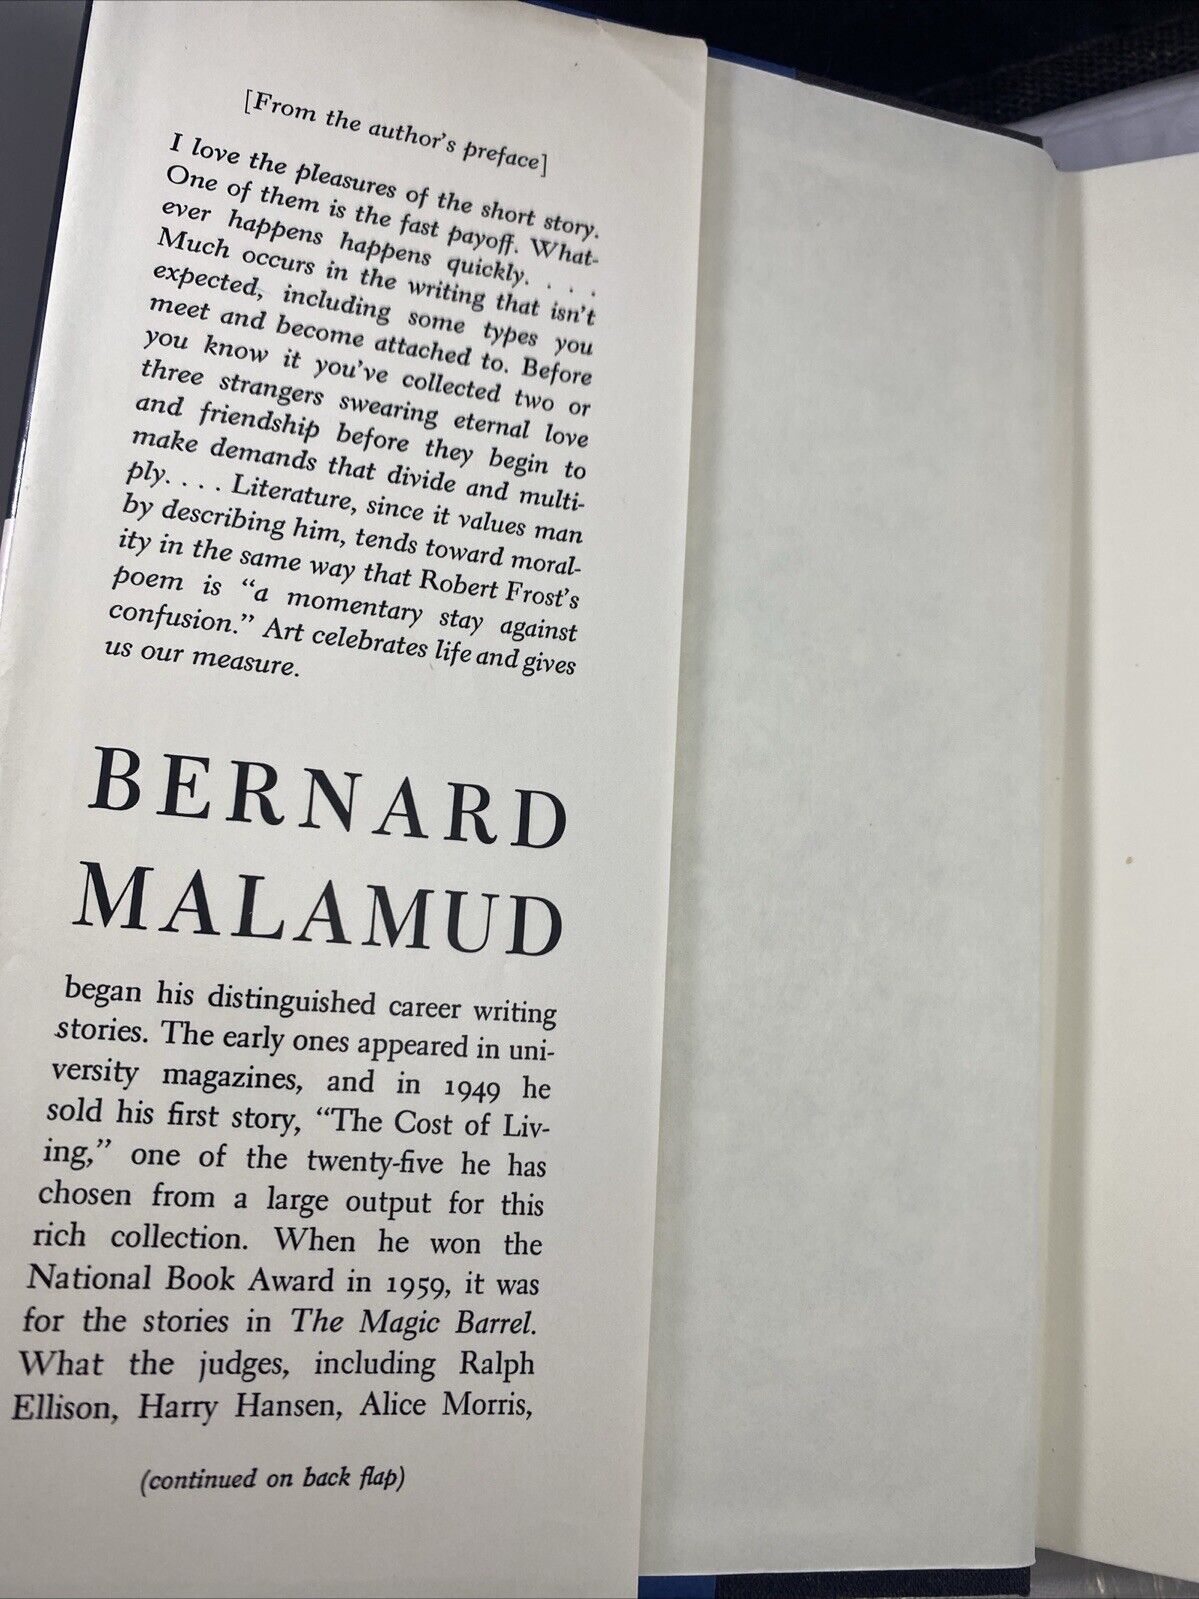 [From the author's preface]
I love the pleasures of the short story.
One of them is the fast payoff. What-
ever happens happens quickly. . . .
Much occurs in the writing that isn't
expected, including some types you
meet and become attached to. Before
you know it you've collected two or
three strangers swearing eternal love
and friendship before they begin to
make demands that divide and multi-
ply. . . . Literature, since it values man
by describing him, tends toward moral-
ity in the same way that Robert Frost's
poem is "a momentary stay against
confusion." Art celebrates life and gives
us our measure.
BERNARD
MALAMUD
began his distinguished career writing
stories. The early ones appeared in uni-
versity magazines, and in 1949 he
sold his first story, "The Cost of Liv-
ing," one of the twenty-five he has
chosen from a large output for this
rich collection. When he won the
National Book Award in 1959, it was
for the stories in The Magic Barrel.
What the judges, including Ralph
Ellison, Harry Hansen, Alice Morris,
(continued on back flap)